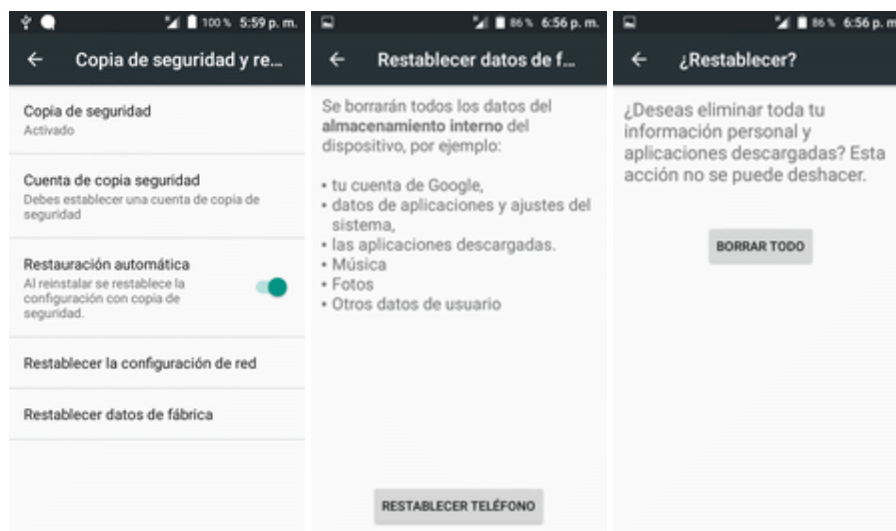 100 % 5:59 p. m.
Copia de seguridad y re...
Copia de seguridad
Activado
Cuenta de copia seguridad
Debes establecer una cuenta de copia de
seguridad
Restauración automática
Al reinstalar se restablece la
configuración con copia de
seguridad.
Restablecer la configuración de red
Restablecer datos de fábrica
86 % 6:56 p. m.
Restablecer datos de f...
Se borrarán todos los datos del
almacenamiento interno del
dispositivo, por ejemplo:
• tu cuenta de Google,
• datos de aplicaciones y ajustes del
sistema,
• las aplicaciones descargadas.
• Música
• Fotos
• Otros datos de usuario
RESTABLECER TELÉFONO
86 % 6:56 p. m.
¿Restablecer?
¿Deseas eliminar toda tu
información personal y
aplicaciones descargadas? Esta
acción no se puede deshacer.
BORRAR TODO